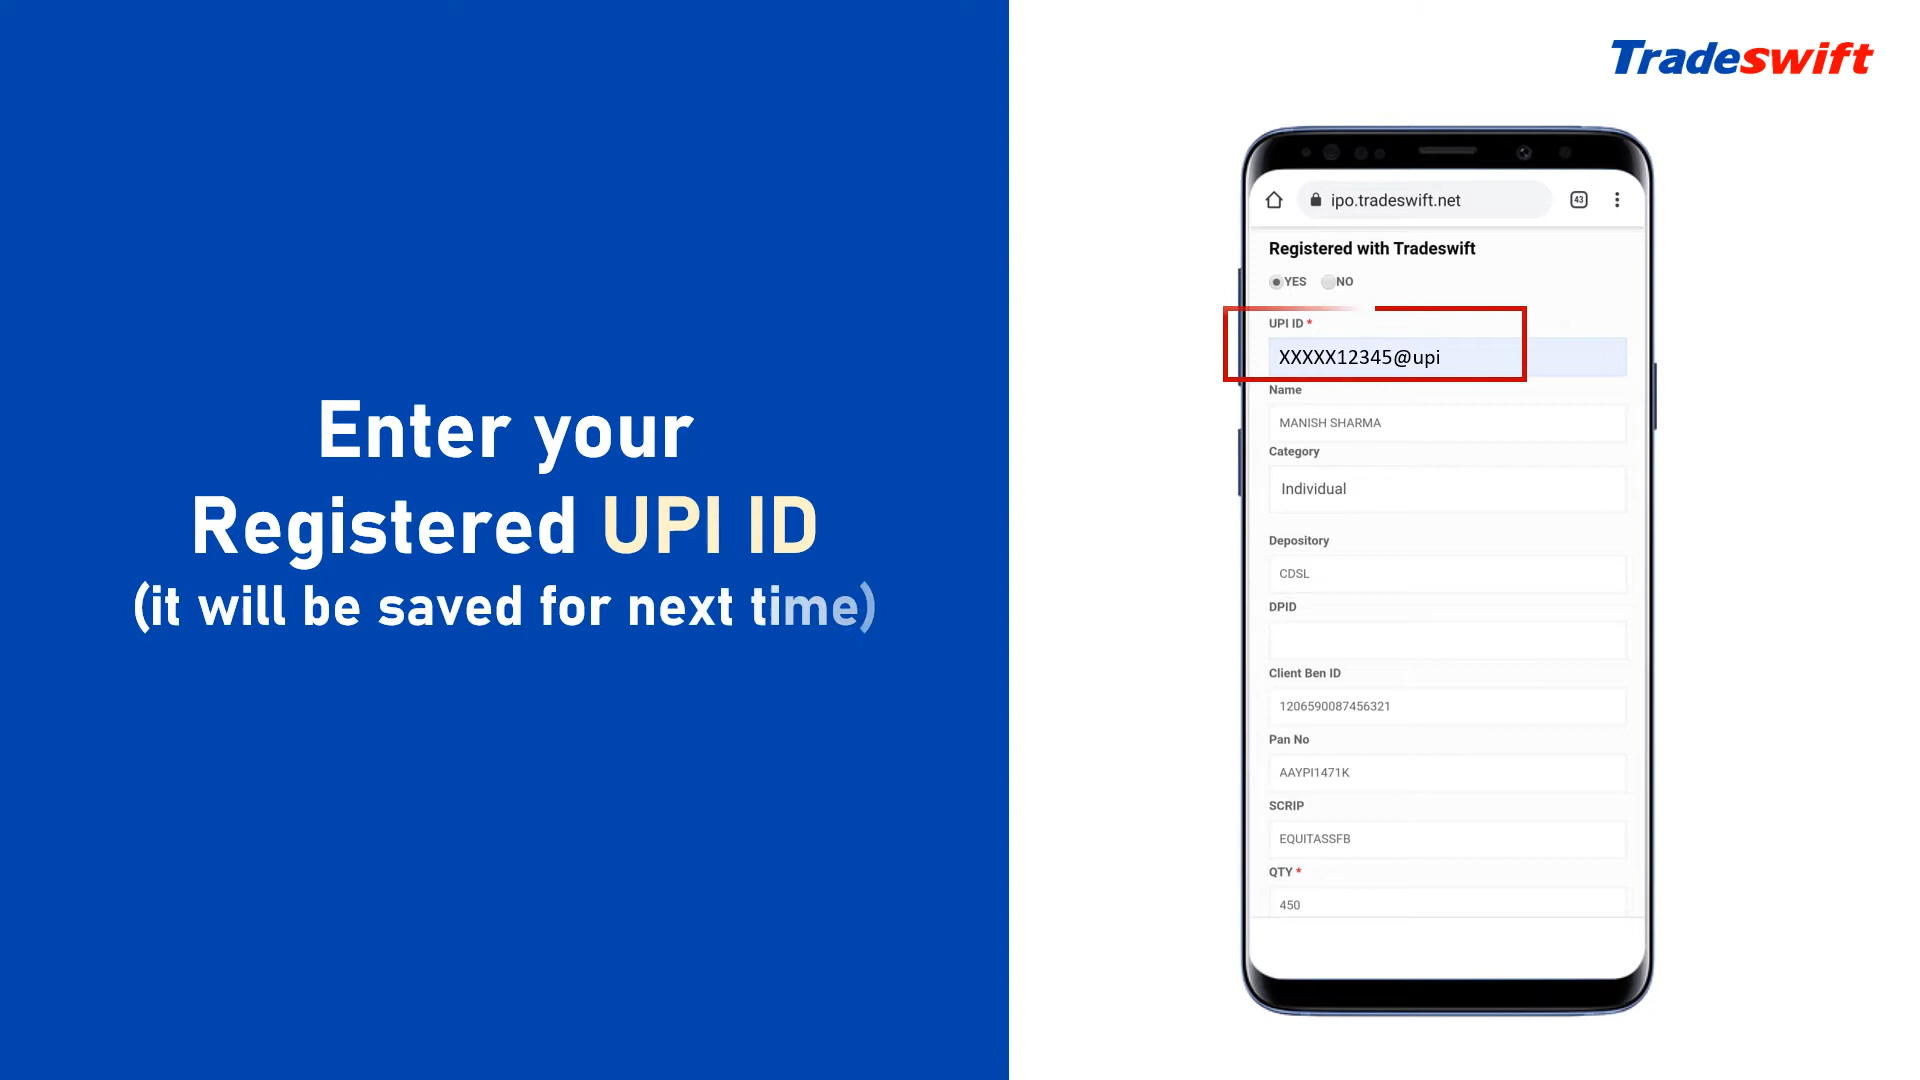 Enter your
Registered UPI ID
(it will be saved for next time)
Tradeswift
ipo.tradeswift.net
43
Registered with Tradeswift
YES NO
UPI ID *
XXXXX12345@upi
Name
MANISH SHARMA
Category
Individual
Depository
CDSL
DPID
Client Ben ID
1206590087456321
Pan No
AAYPI1471K
SCRIP
EQUITASSFB
QTY *
450